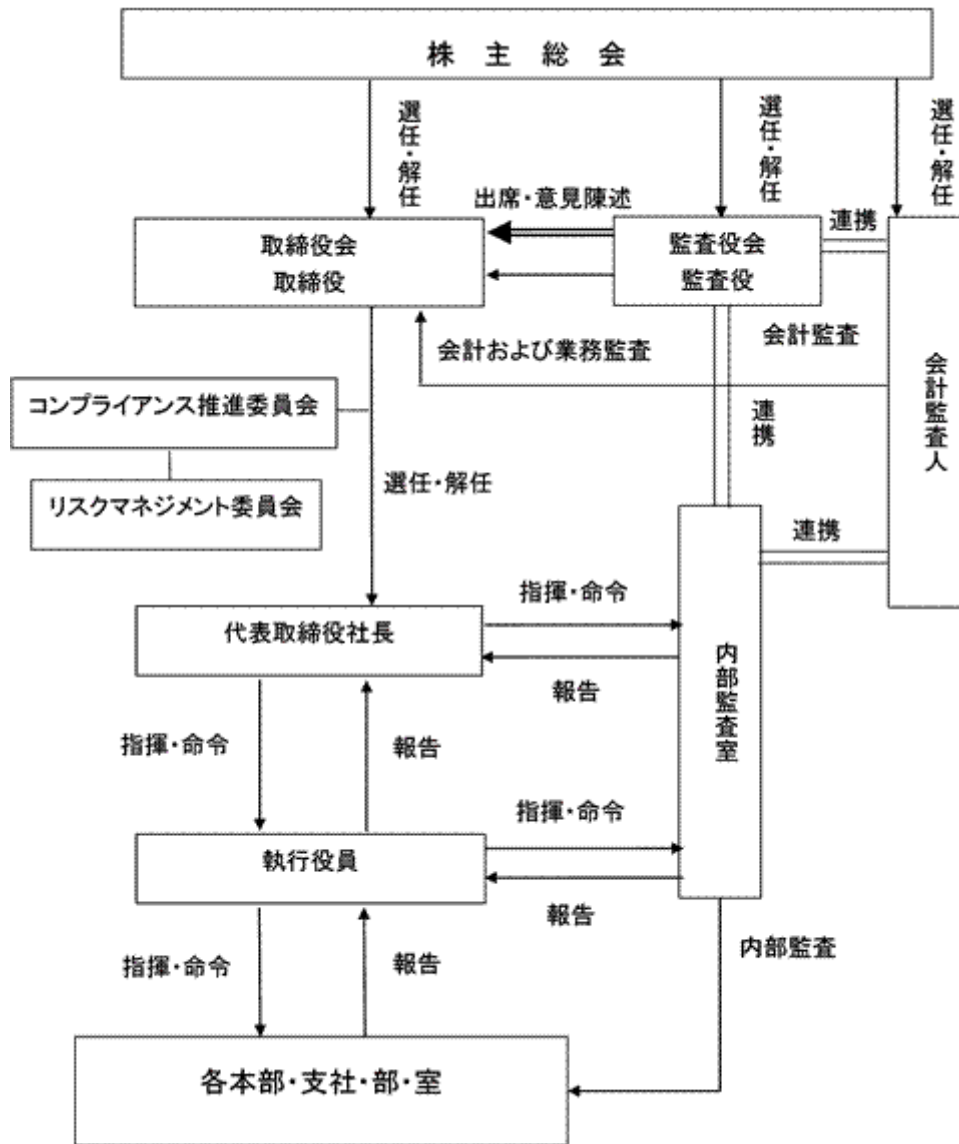 株主総会
選任・解任
選任・解任
選任・解任
出席・意見陳述
連携
取締役会
取締役
監査役会
監査役
会計監査
会計および業務監査
会計監査人
連携
コンプライアンス推進委員会
選任・解任
リスクマネジメント委員会
連携
指揮・命令
代表取締役社長
報告
内部監査室
指揮・命令
報告
指揮・命令
執行役員
報告
指揮・命令
報告
内部監査
各本部・支社・部・室